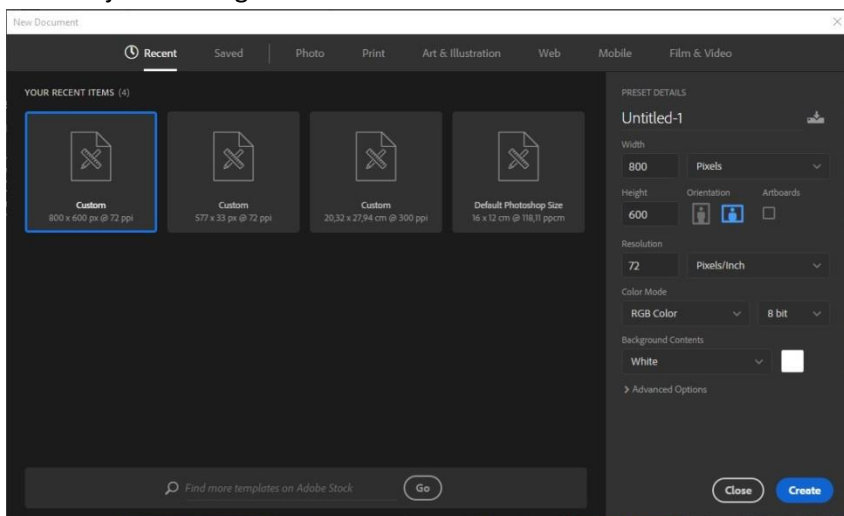 New Document
Recent Saved Photo Print Art & Illustration Web Mobile Film & Video
YOUR RECENT ITEMS (4)
Custom
800 x 600 px @ 72 ppi
Custom
577 x 33 px @ 72 ppi
Custom
20,32 x 27,94 cm @ 300 ppi
Default Photoshop Size
16 x 12 cm @ 118,11 ppcm
Find more templates on Adobe Stock Go
PRESET DETAILS
Untitled-1
Width
800 Pixels
Height Orientation Artboards
600
Resolution
72 Pixels/Inch
Color Mode
RGB Color 8 bit
Background Contents
White
Advanced Options
Close Create